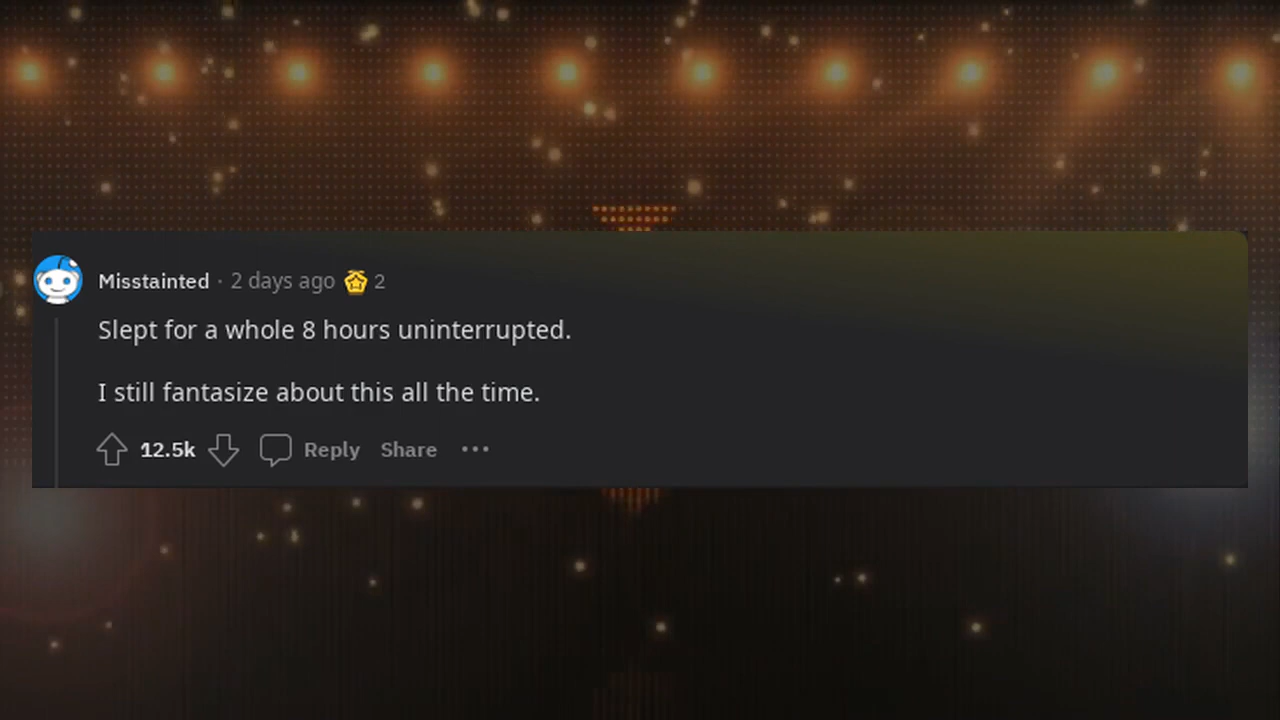 Misstainted · 2 days ago 2
Slept for a whole 8 hours uninterrupted.
I still fantasize about this all the time.
12.5k Reply Share ···